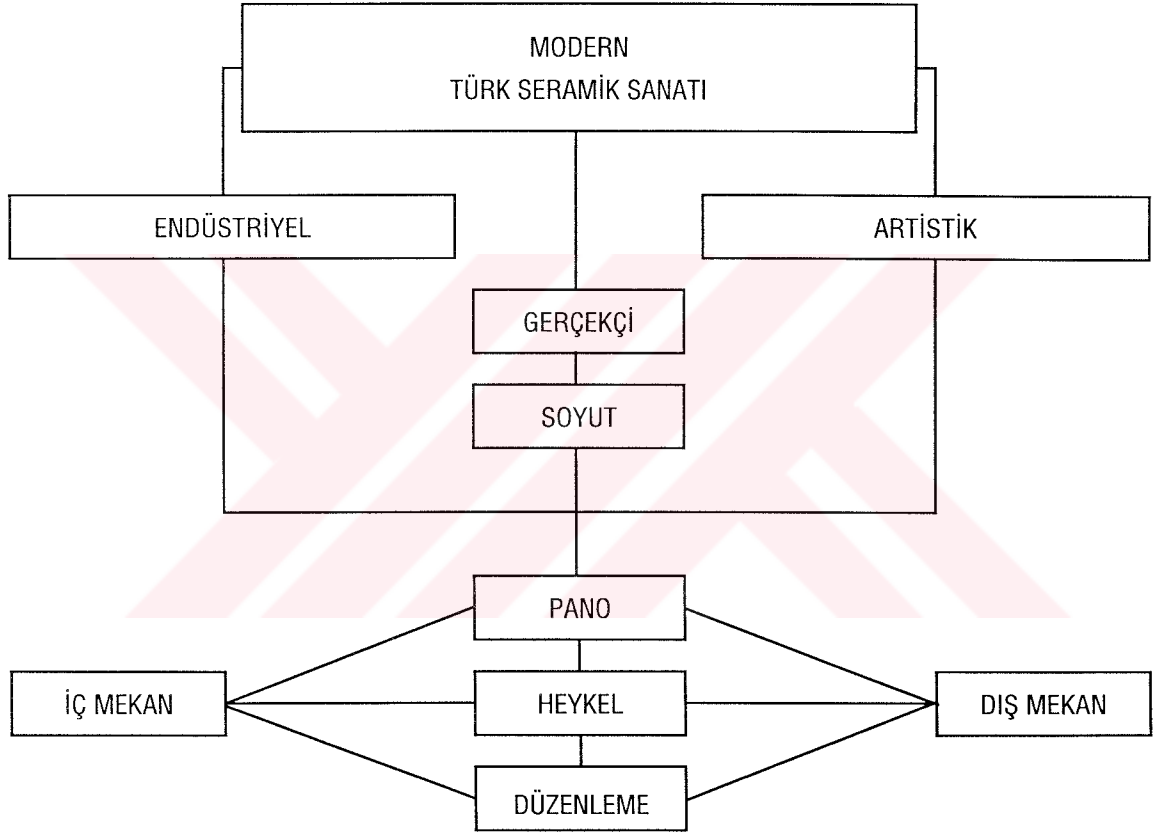 MODERN
TÜRK SERAMİK SANATI
ENDÜSTRİYEL
ARTİSTİK
GERÇEKÇİ
SOYUT
PANO
İÇ MEKAN
HEYKEL
DIŞ MEKAN
DÜZENLEME